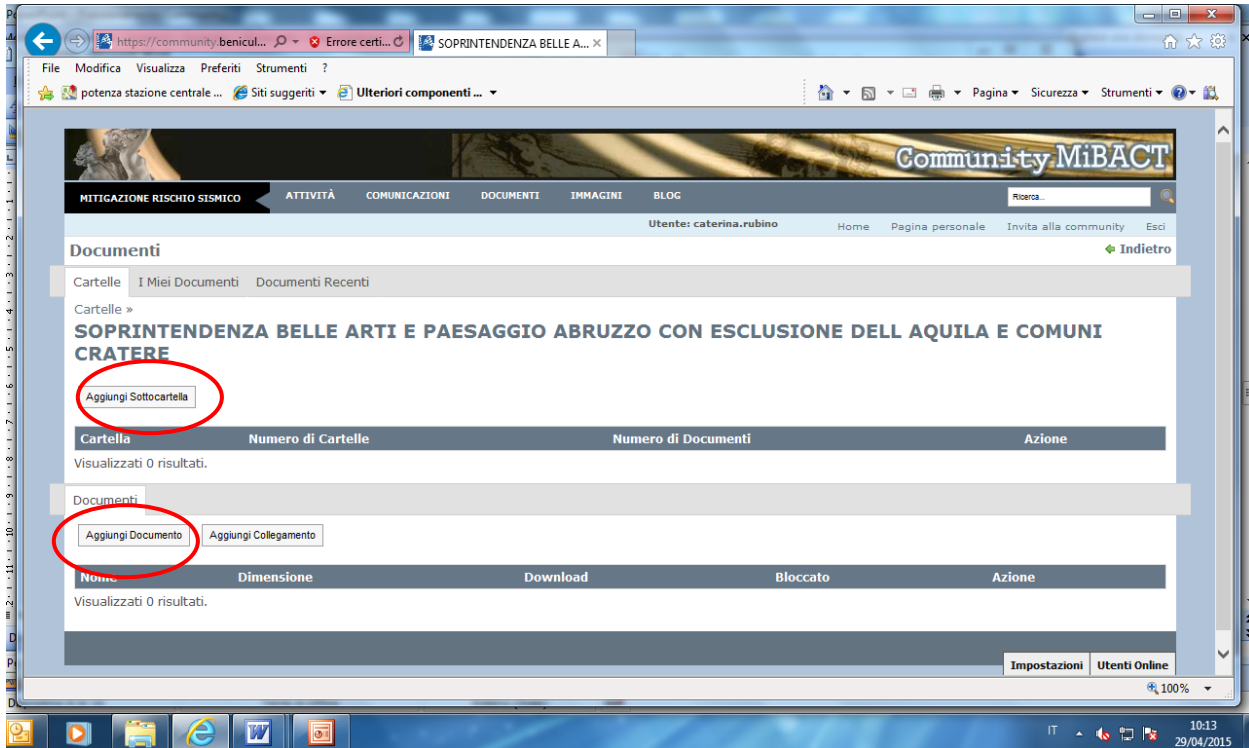 https://community.benicul... Errore certi... SOPRINTENDENZA BELLE A...
File Modifica Visualizza Preferiti Strumenti ?
potenza stazione centrale ... Siti suggeriti Ulteriori componenti ... Pagina Sicurezza Strumenti
Community MiBACT
MITIGAZIONE RISCHIO SISMICO ATTIVITÀ COMUNICAZIONI DOCUMENTI IMMAGINI BLOG Ricerca...
Utente: caterina.rubino Home Pagina personale Invita alla community Esci
Documenti Indietro
Cartelle I Miei Documenti Documenti Recenti
Cartelle »
SOPRINTENDENZA BELLE ARTI E PAESAGGIO ABRUZZO CON ESCLUSIONE DELL AQUILA E COMUNI
CRATERE
Aggiungi Sottocartella
Cartella Numero di Cartelle Numero di Documenti Azione
Visualizzati 0 risultati.
Documenti
Aggiungi Documento Aggiungi Collegamento
Nome Dimensione Download Bloccato Azione
Visualizzati 0 risultati.
Impostazioni Utenti Online
100%
IT 10:13
29/04/2015